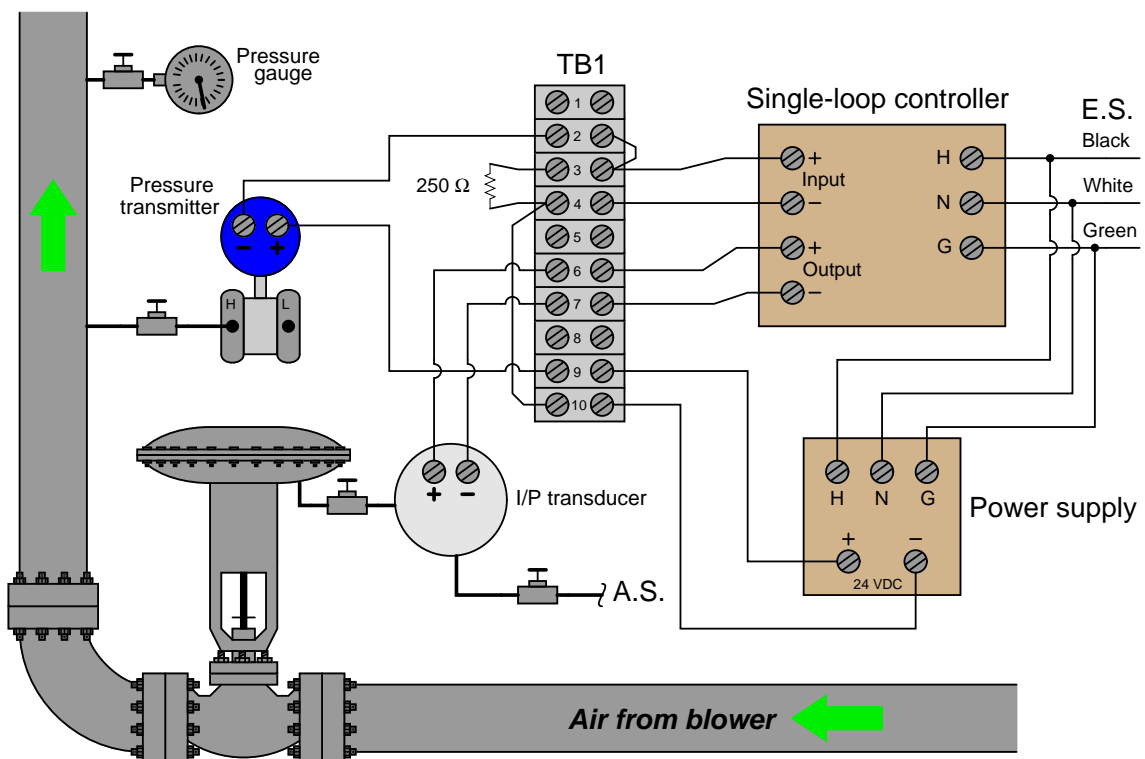 Pressure
gauge
TB1
Single-loop controller
E.S.
Black
White
Green
1
2
3
4
5
6
7
8
9
10
250 Ω
Pressure
transmitter
− +
H L
+
Input
−
+
Output
−
H
N
G
+ −
I/P transducer
A.S.
H N G
Power supply
+ −
24 VDC
Air from blower